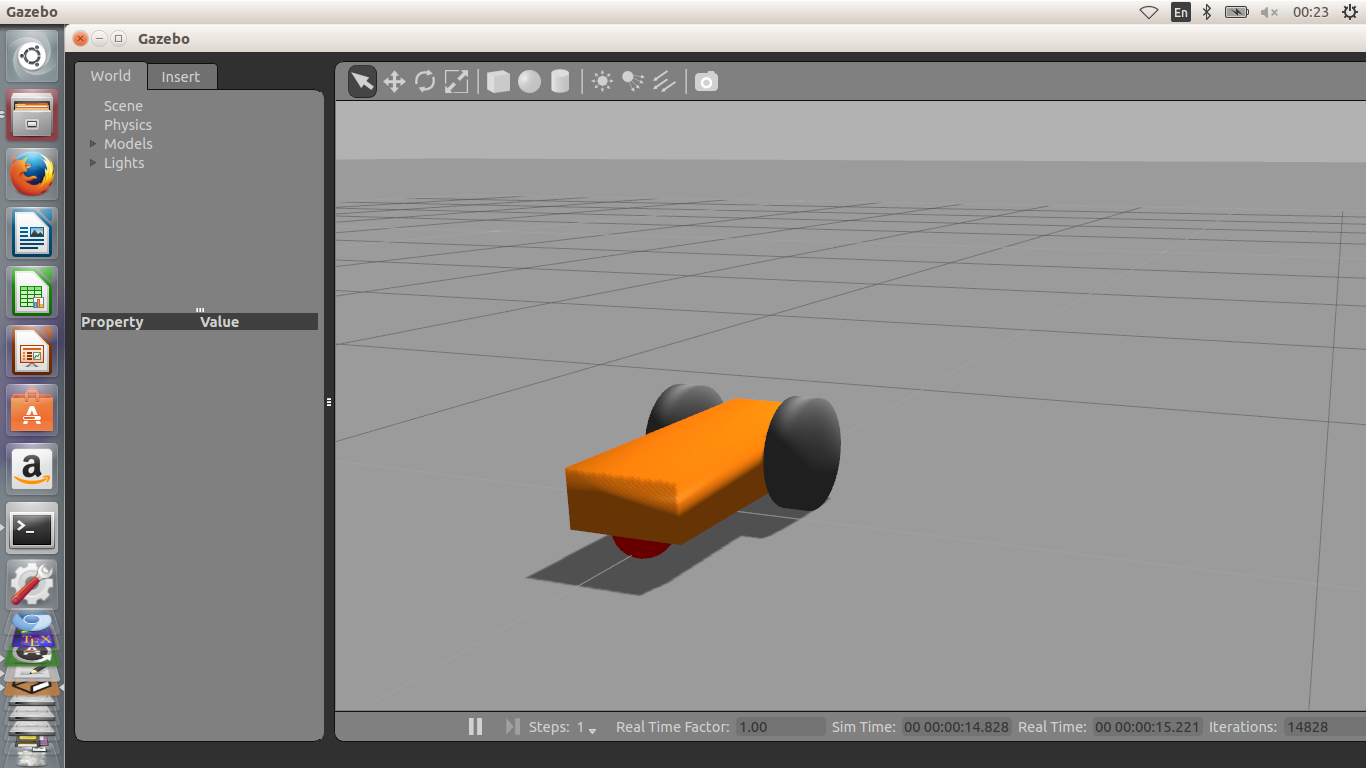 Gazebo
En
00:23
Gazebo
World
Insert
Scene
Physics
Models
Lights
Property Value
Steps: 1 Real Time Factor: 1.00 Sim Time: 00 00:00:14.828 Real Time: 00 00:00:15.221 Iterations: 14828
a
A
>_
TEX